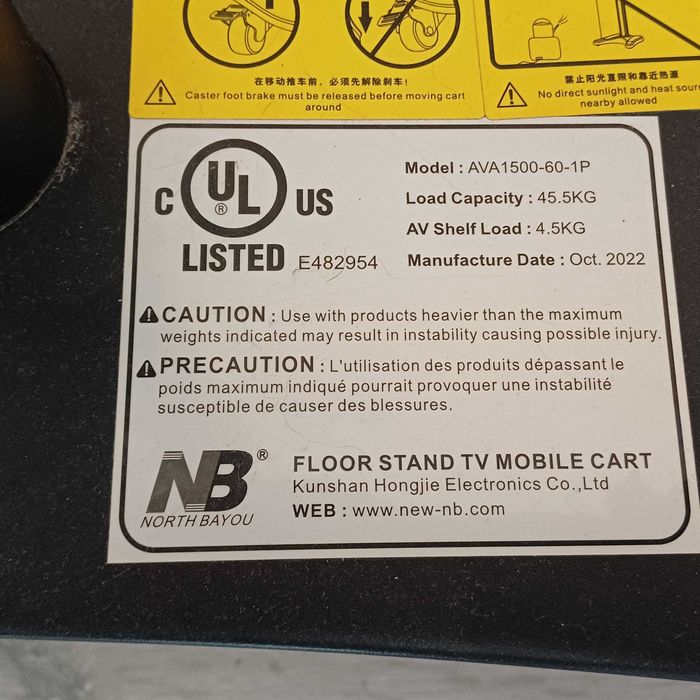 在移动推车前，必须先解除刹车！
Caster foot brake must be released before moving cart
around
禁止阳光直照和靠近热源
No direct sunlight and heat sourc
nearby allowed
C UL ® US
LISTED E482954
Model : AVA1500-60-1P
Load Capacity : 45.5KG
AV Shelf Load : 4.5KG
Manufacture Date : Oct. 2022
CAUTION : Use with products heavier than the maximum
weights indicated may result in instability causing possible injury.
PRECAUTION : L'utilisation des produits dépassant le
poids maximum indiqué pourrait provoquer une instabilité
susceptible de causer des blessures.
NB®
NORTH BAYOU
FLOOR STAND TV MOBILE CART
Kunshan Hongjie Electronics Co.,Ltd
WEB : www.new-nb.com